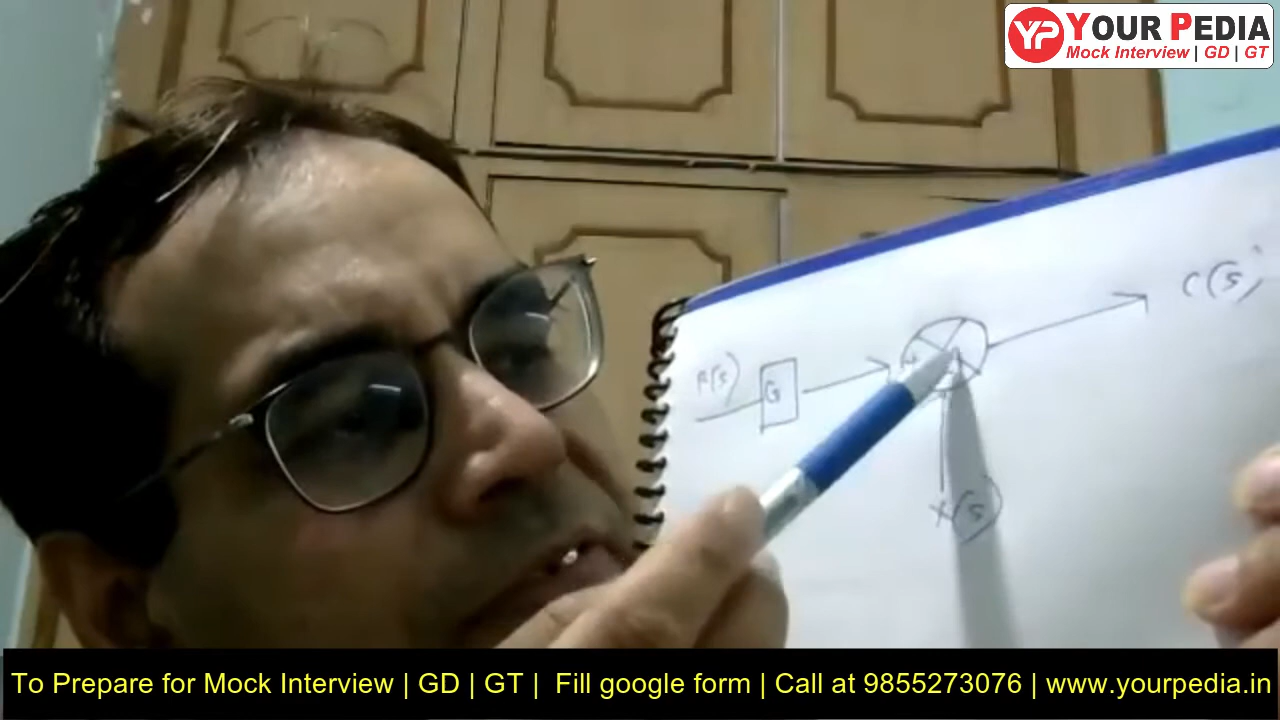 YP YOUR PEDIA
Mock Interview | GD | GT
C(s)
R(s)
G
X(s)
To Prepare for Mock Interview | GD | GT | Fill google form | Call at 9855273076 | www.yourpedia.in